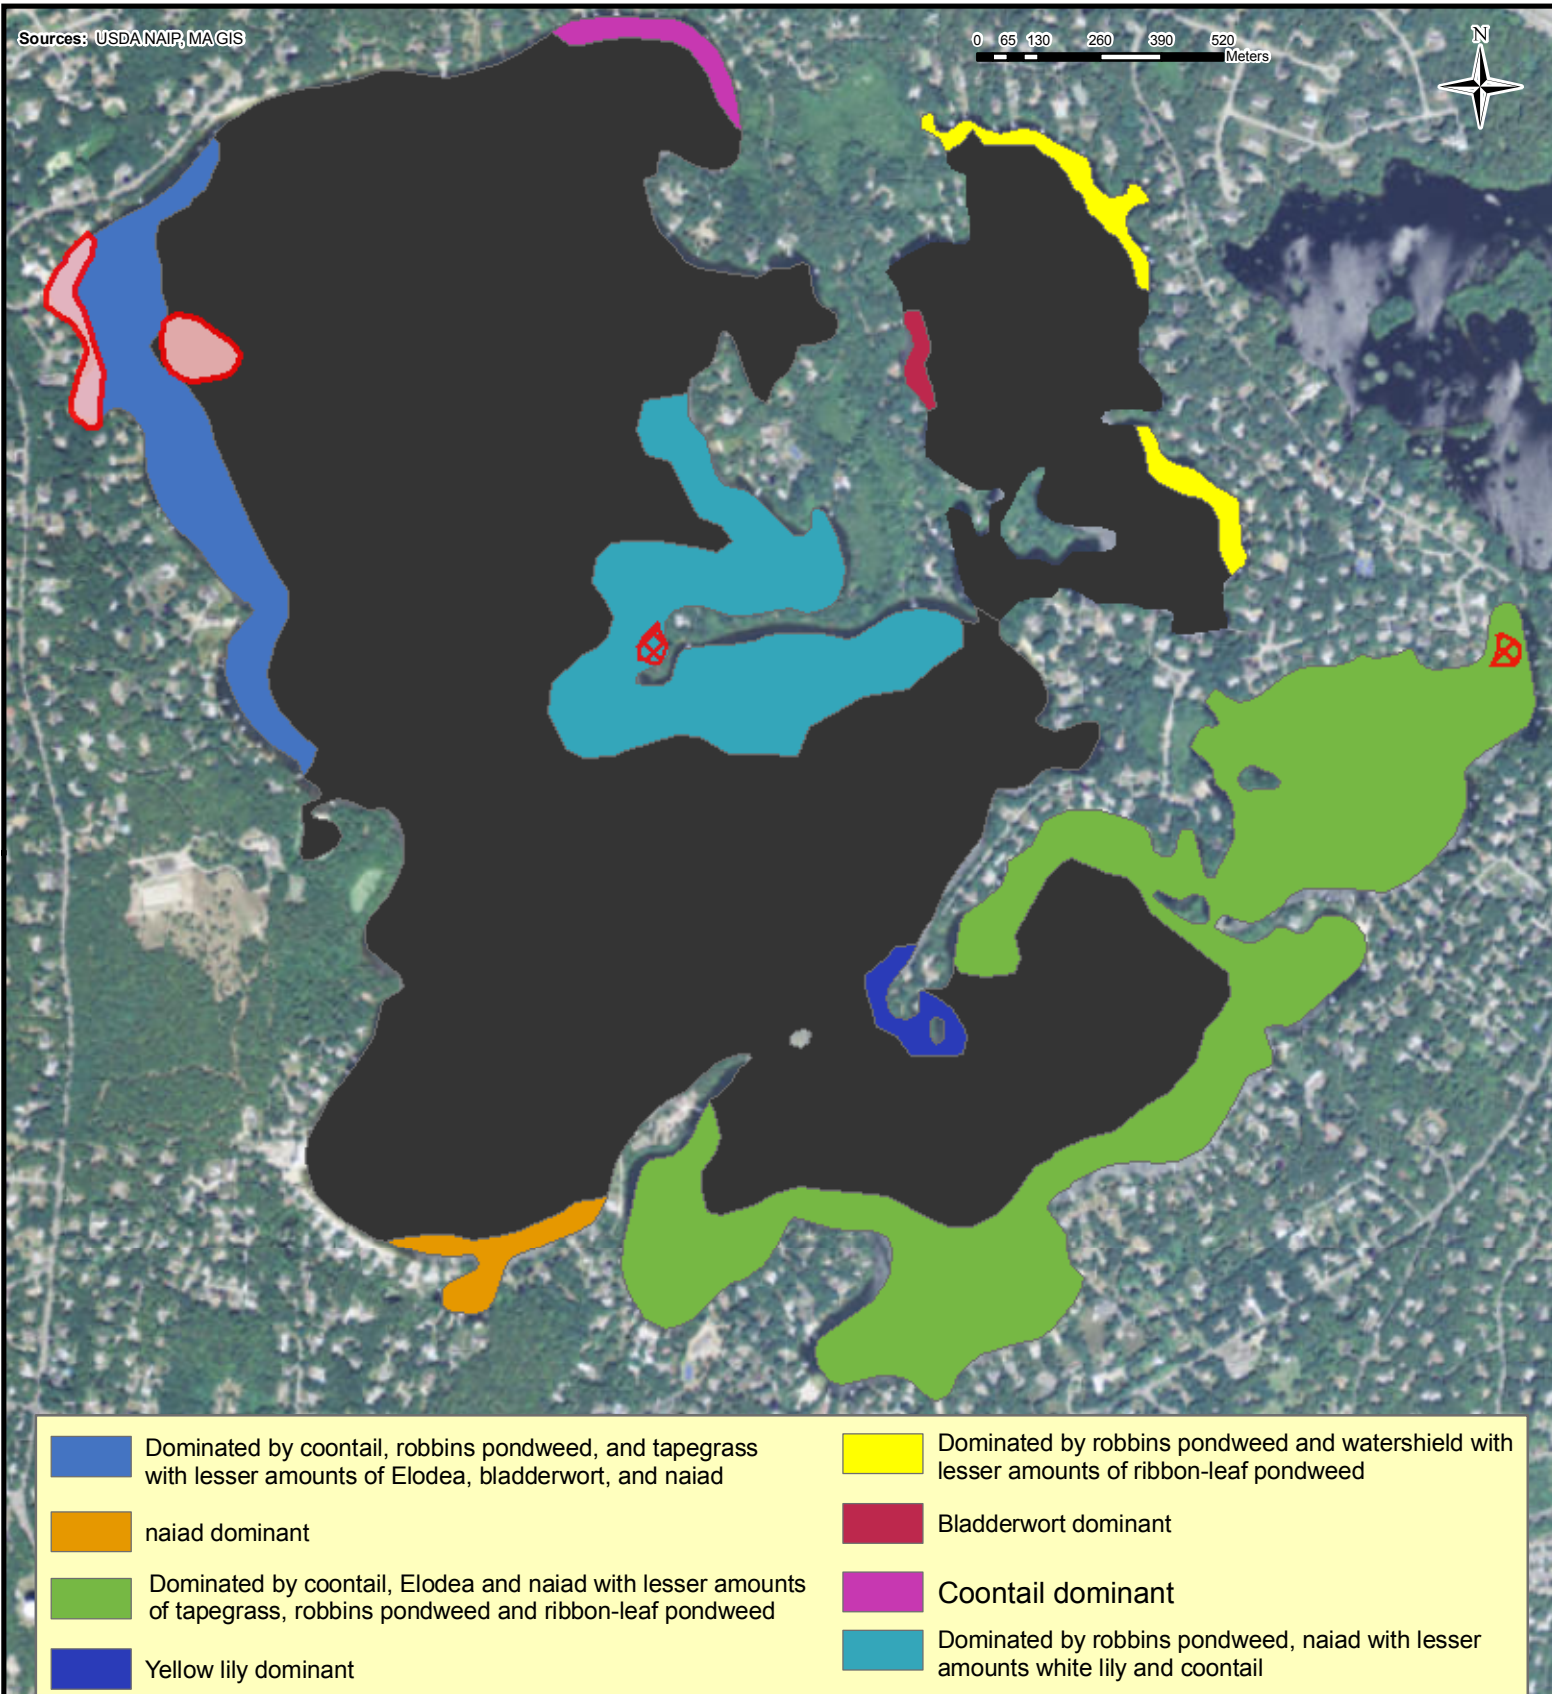 Sources: USDA NAIP, MA GIS
0 65 130 260 390 520
Meters
N
Dominated by coontail, robbins pondweed, and tapegrass
with lesser amounts of Elodea, bladderwort, and naiad
naiad dominant
Dominated by coontail, Elodea and naiad with lesser amounts
of tapegrass, robbins pondweed and ribbon-leaf pondweed
Yellow lily dominant
Dominated by robbins pondweed and watershield with
lesser amounts of ribbon-leaf pondweed
Bladderwort dominant
Coontail dominant
Dominated by robbins pondweed, naiad with lesser
amounts white lily and coontail